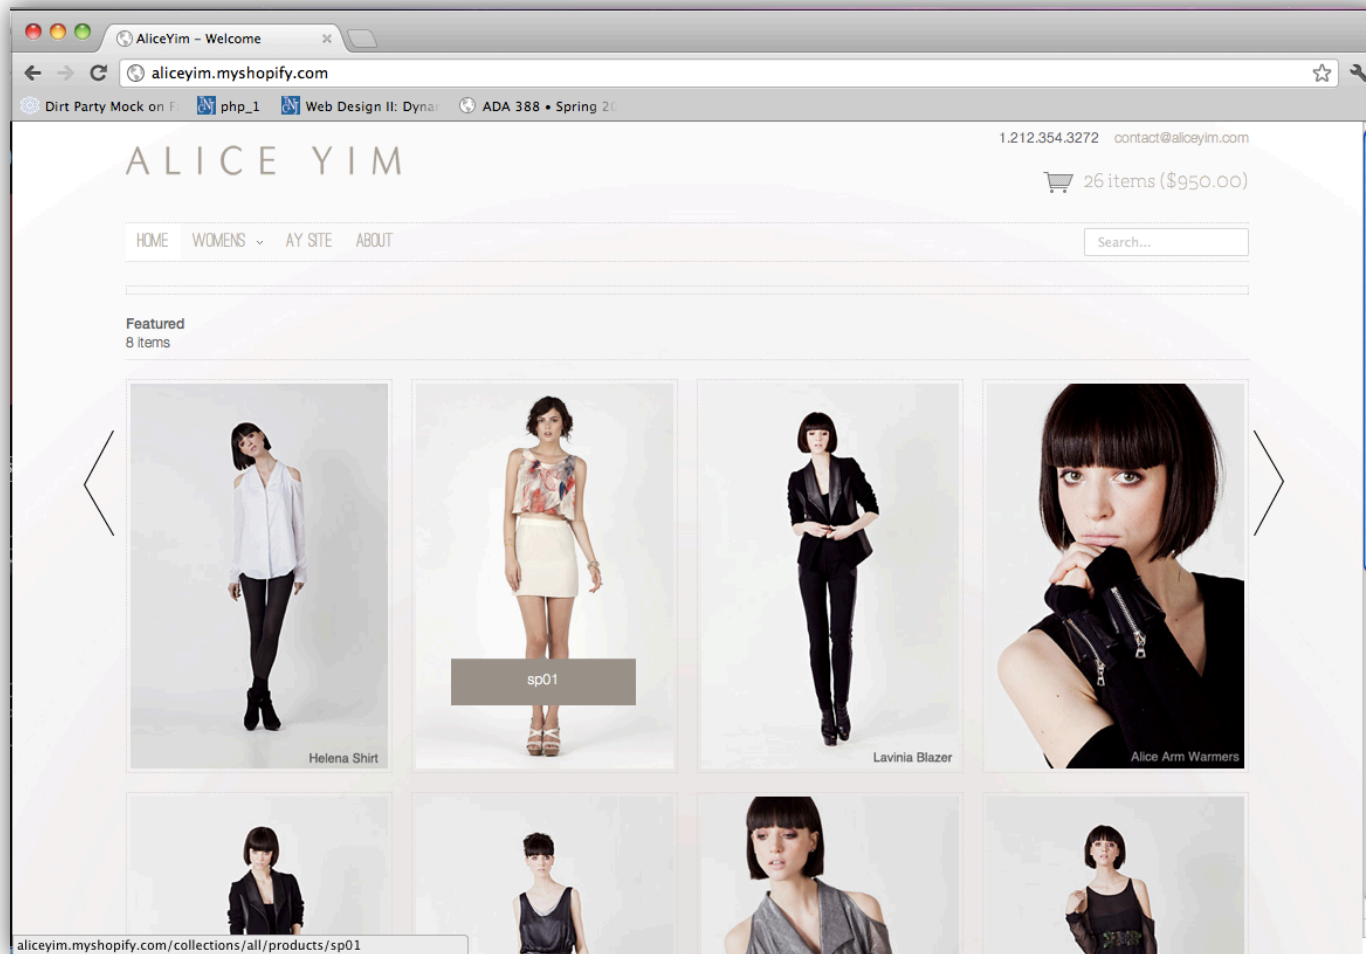 AliceYim – Welcome
aliceyim.myshopify.com
Dirt Party Mock on F
php_1
Web Design II: Dynar
ADA 388 • Spring 20
1.212.354.3272 contact@aliceyim.com
ALICE YIM
26 items ($950.00)
HOME WOMENS AY SITE ABOUT
Search...
Featured
8 items
sp01
Helena Shirt
Lavinia Blazer
Alice Arm Warmers
aliceyim.myshopify.com/collections/all/products/sp01